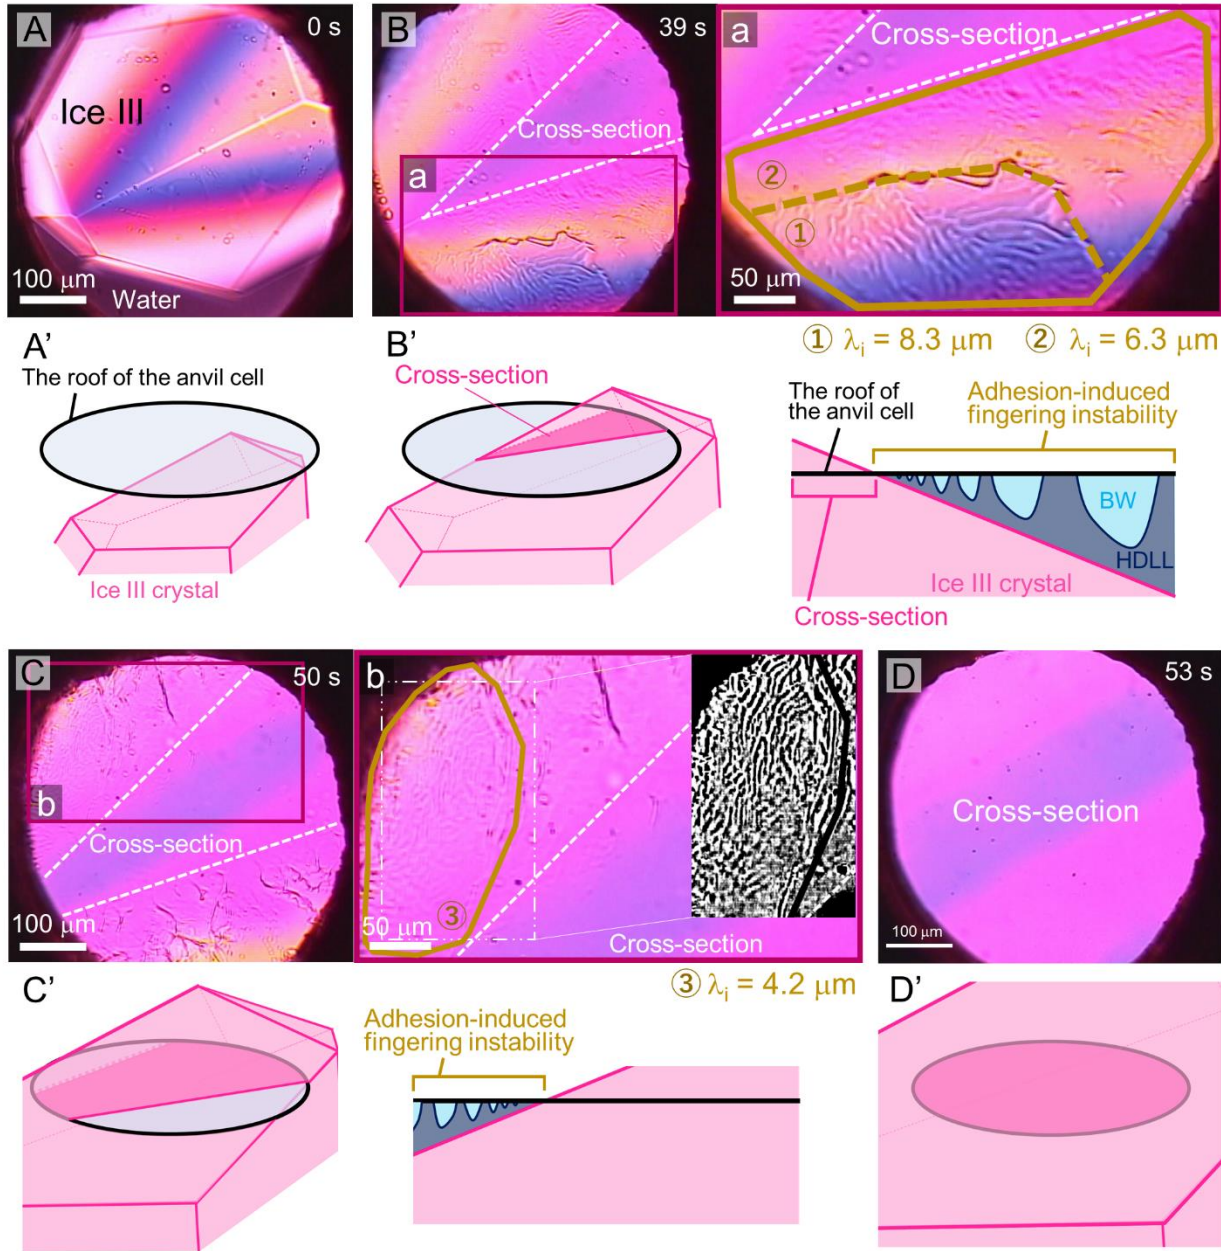 A
0 s
Ice III
100 μm
Water
B
39 s
Cross-section
a
100 μm
a
Cross-section
②
①
50 μm
① λi = 8.3 μm ② λi = 6.3 μm
A'
The roof of the anvil cell
Ice III crystal
B'
Cross-section
The roof of
the anvil cell
Adhesion-induced
fingering instability
BW
HDLL
Ice III crystal
Cross-section
C
50 s
b
Cross-section
100 μm
b
③
50 μm
Cross-section
③ λi = 4.2 μm
D
53 s
Cross-section
100 μm
C'
Adhesion-induced
fingering instability
D'